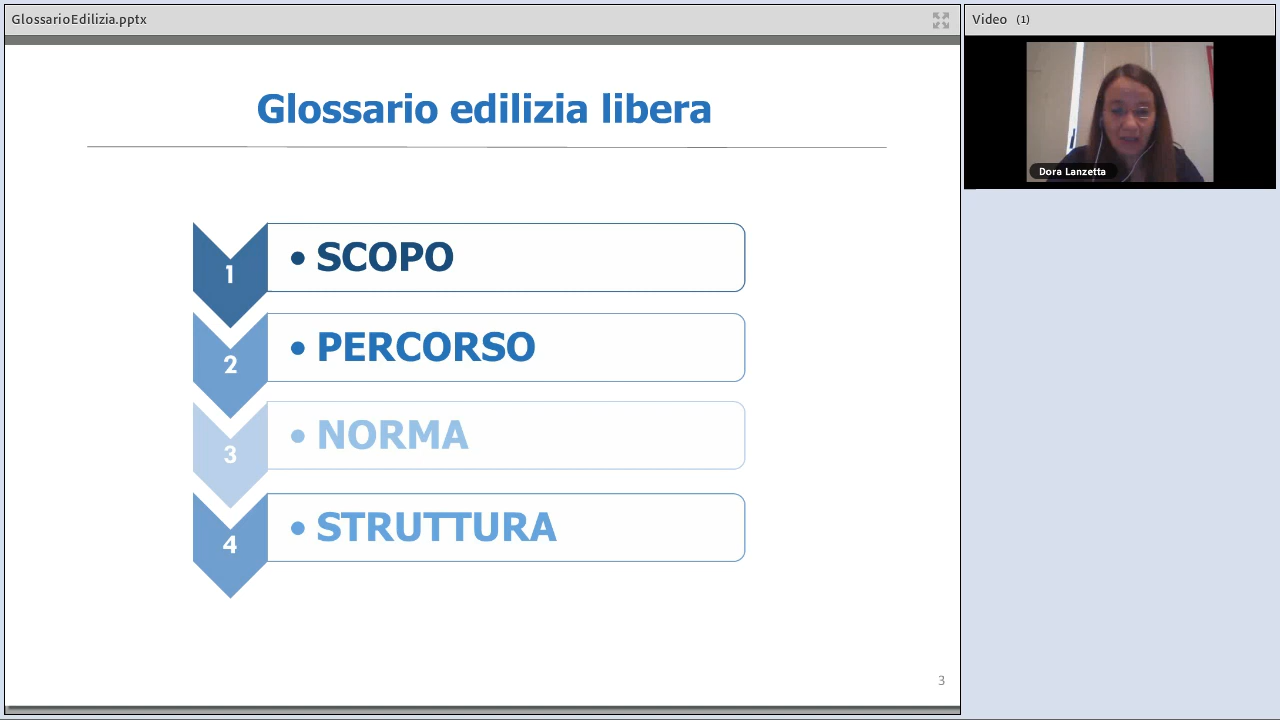 GlossarioEdilizia.pptx
Video (1)
Dora Lanzetta
Glossario edilizia libera
1
• SCOPO
2
• PERCORSO
3
• NORMA
4
• STRUTTURA
3